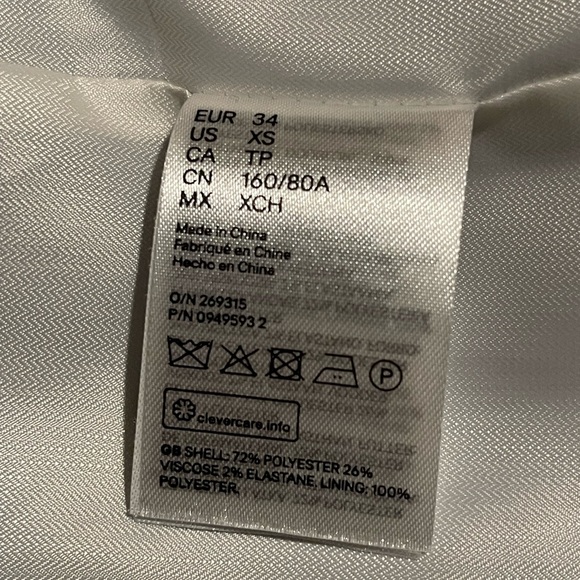 EUR 34
US XS
CA TP
CN 160/80A
MX XCH
Made in China
Fabriqué en Chine
Hecho en China
O/N 269315
P/N 0949593 2
P
clevercare.info
GB SHELL: 72% POLYESTER 26%
VISCOSE 2% ELASTANE. LINING: 100%
POLYESTER.